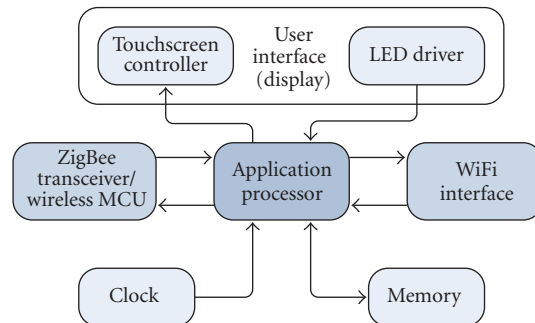 Touchscreen
controller
User
interface
(display)
LED driver
ZigBee
transceiver/
wireless MCU
Application
processor
WiFi
interface
Clock
Memory